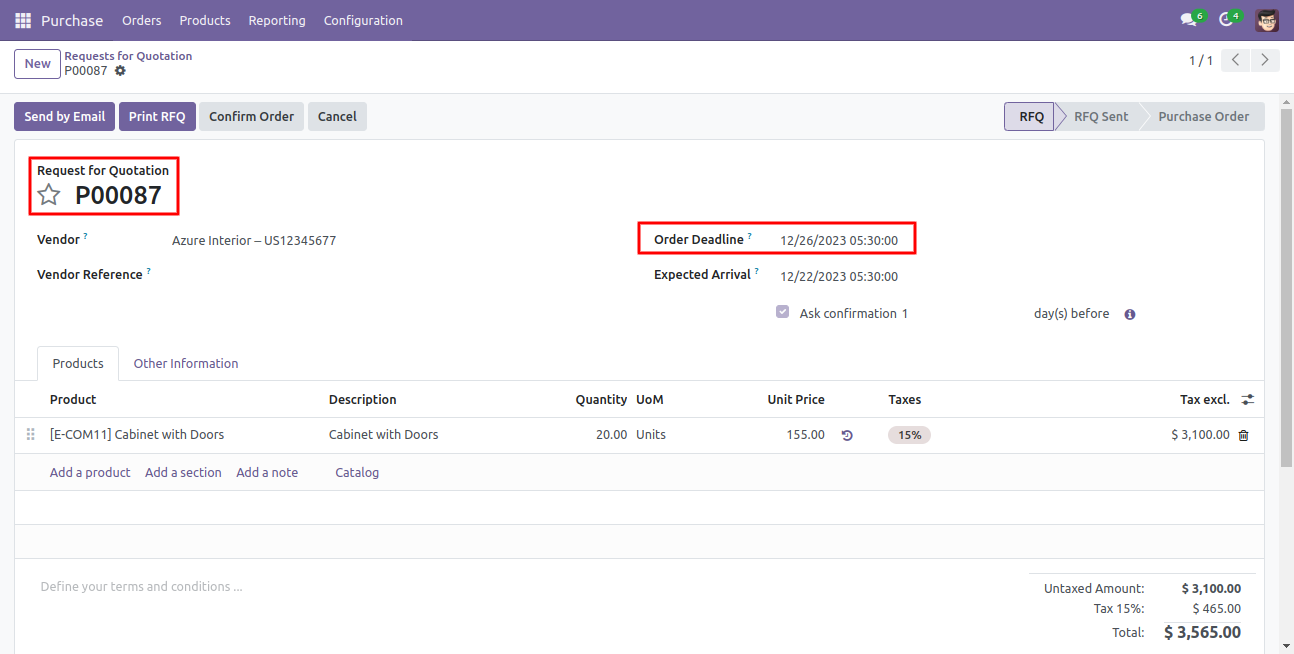 Purchase Orders Products Reporting Configuration 6 4
New Requests for Quotation
P00087
1 / 1
Send by Email Print RFQ Confirm Order Cancel RFQ RFQ Sent Purchase Order
Request for Quotation
P00087
Vendor ? Azure Interior – US12345677 Order Deadline ? 12/26/2023 05:30:00
Vendor Reference ? Expected Arrival ? 12/22/2023 05:30:00
Ask confirmation 1 day(s) before
Products Other Information
Product Description Quantity UoM Unit Price Taxes Tax excl.
[E-COM11] Cabinet with Doors Cabinet with Doors 20.00 Units 155.00 15% $ 3,100.00
Add a product Add a section Add a note Catalog
Define your terms and conditions ...
Untaxed Amount: $ 3,100.00
Tax 15%: $ 465.00
Total: $ 3,565.00